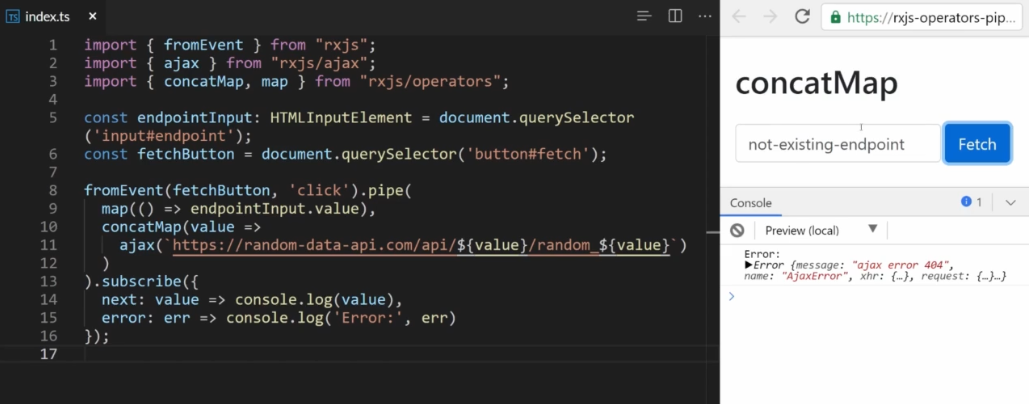 TS index.ts ×
1 import { fromEvent } from "rxjs";
2 import { ajax } from "rxjs/ajax";
3 import { concatMap, map } from "rxjs/operators";
4
5 const endpointInput: HTMLInputElement = document.querySelector
('input#endpoint');
6 const fetchButton = document.querySelector('button#fetch');
7
8 fromEvent(fetchButton, 'click').pipe(
9 map(() => endpointInput.value),
10 concatMap(value =>
11 ajax(`https://random-data-api.com/api/${value}/random_${value}`)
12 )
13 ).subscribe({
14 next: value => console.log(value),
15 error: err => console.log('Error:', err)
16 });
17
https://rxjs-operators-pip...
concatMap
not-existing-endpoint
Fetch
Console
1
Preview (local)
Error:
▶Error {message: "ajax error 404",
name: "AjaxError", xhr: {…}, request: {…}…}